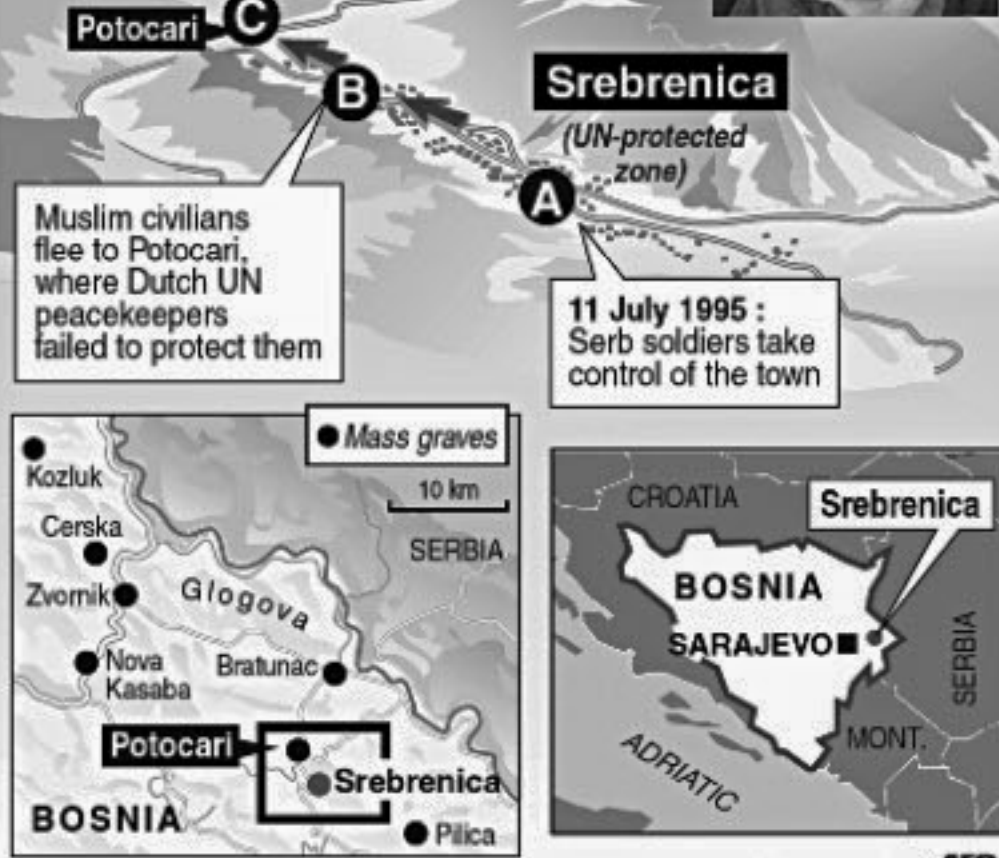 Potocari
C
B
Srebrenica
(UN-protected
zone)
A
Muslim civilians
flee to Potocari,
where Dutch UN
peacekeepers
failed to protect them
11 July 1995 :
Serb soldiers take
control of the town
Mass graves
10 km
Kozluk
Cerska
SERBIA
Zvornik
Glogova
Nova
Kasaba
Bratunac
Potocari
Srebrenica
BOSNIA
Pilica
CROATIA
Srebrenica
BOSNIA
SARAJEVO
SERBIA
MONT.
ADRIATIC